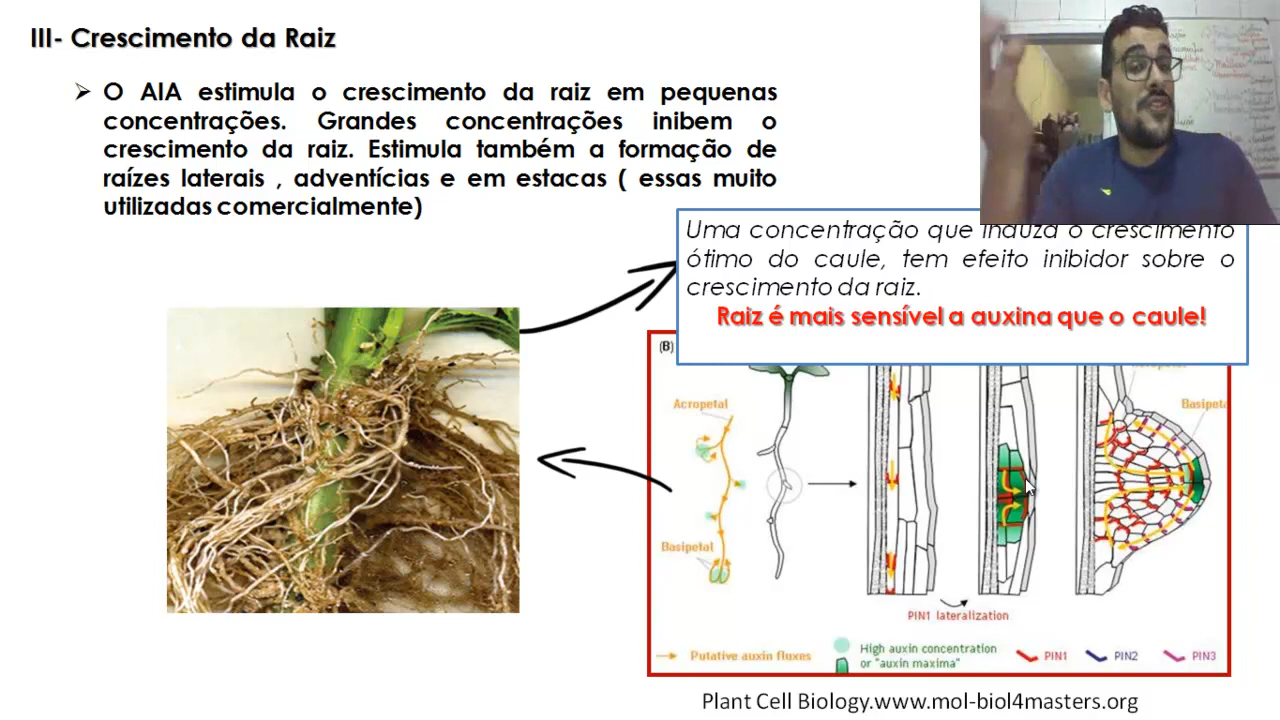 III- Crescimento da Raiz
➢ O AIA estimula o crescimento da raiz em pequenas
concentrações. Grandes concentrações inibem o
crescimento da raiz. Estimula também a formação de
raízes laterais , adventícias e em estacas ( essas muito
utilizadas comercialmente)
Uma concentração que induza o crescimento
ótimo do caule, tem efeito inibidor sobre o
crescimento da raiz.
Raiz é mais sensível a auxina que o caule!
(B)
Acropetal
Basipetal
Basipeta
PIN1 lateralization
Putative auxin fluxes
High auxin concentration
or "auxin maxima"
PIN1
PIN2
PIN3
Plant Cell Biology.www.mol-biol4masters.org